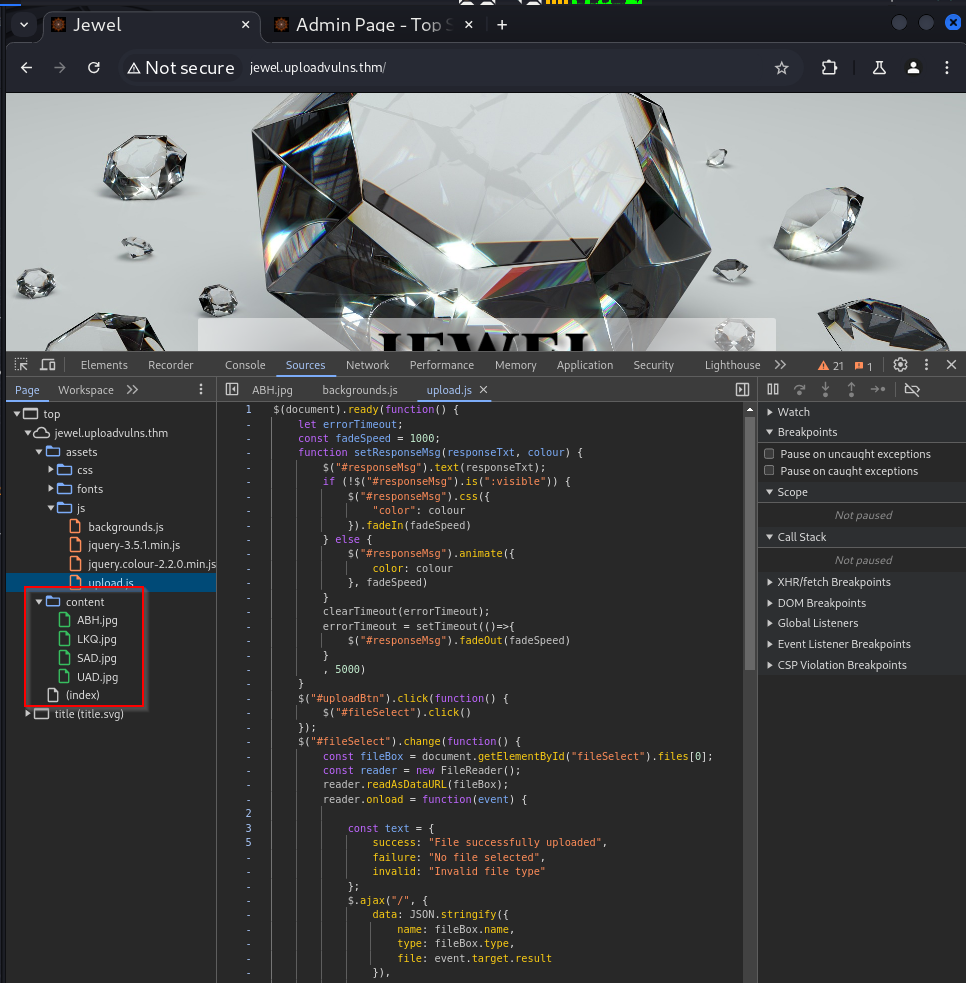 Jewel
Admin Page - Top S
Not secure
jewel.uploadvulns.thm/
JEWEL
Elements Recorder Console Sources Network Performance Memory Application Security Lighthouse 21 1
Page Workspace ABH.jpg backgrounds.js upload.js
top
jewel.uploadvulns.thm
assets
css
fonts
js
backgrounds.js
jquery-3.5.1.min.js
jquery.colour-2.2.0.min.js
upload.js
content
ABH.jpg
LKQ.jpg
SAD.jpg
UAD.jpg
(index)
title (title.svg)
1 $(document).ready(function() {
- let errorTimeout;
- const fadeSpeed = 1000;
- function setResponseMsg(responseTxt, colour) {
- $("#responseMsg").text(responseTxt);
- if (!$("#responseMsg").is(":visible")) {
- $("#responseMsg").css({
- "color": colour
- }).fadeIn(fadeSpeed)
- } else {
- $("#responseMsg").animate({
- color: colour
- }, fadeSpeed)
- }
- clearTimeout(errorTimeout);
- errorTimeout = setTimeout(()=>{
- $("#responseMsg").fadeOut(fadeSpeed)
- }
- , 5000)
- }
- $("#uploadBtn").click(function() {
- $("#fileSelect").click()
- });
- $("#fileSelect").change(function() {
- const fileBox = document.getElementById("fileSelect").files[0];
- const reader = new FileReader();
- reader.readAsDataURL(fileBox);
- reader.onload = function(event) {
2
3 const text = {
5 success: "File successfully uploaded",
- failure: "No file selected",
- invalid: "Invalid file type"
- };
- $.ajax("/", {
- data: JSON.stringify({
- name: fileBox.name,
- type: fileBox.type,
- file: event.target.result
- }),
Watch
Breakpoints
Pause on uncaught exceptions
Pause on caught exceptions
Scope
Not paused
Call Stack
Not paused
XHR/fetch Breakpoints
DOM Breakpoints
Global Listeners
Event Listener Breakpoints
CSP Violation Breakpoints